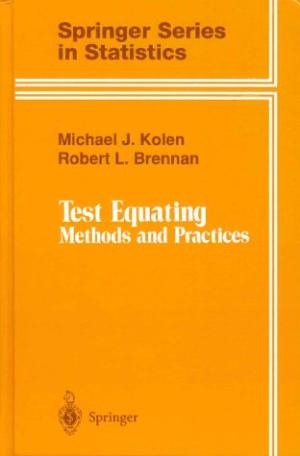 Springer Series
in Statistics
Michael J. Kolen
Robert L. Brennan
Test Equating
Methods and Practices
Springer